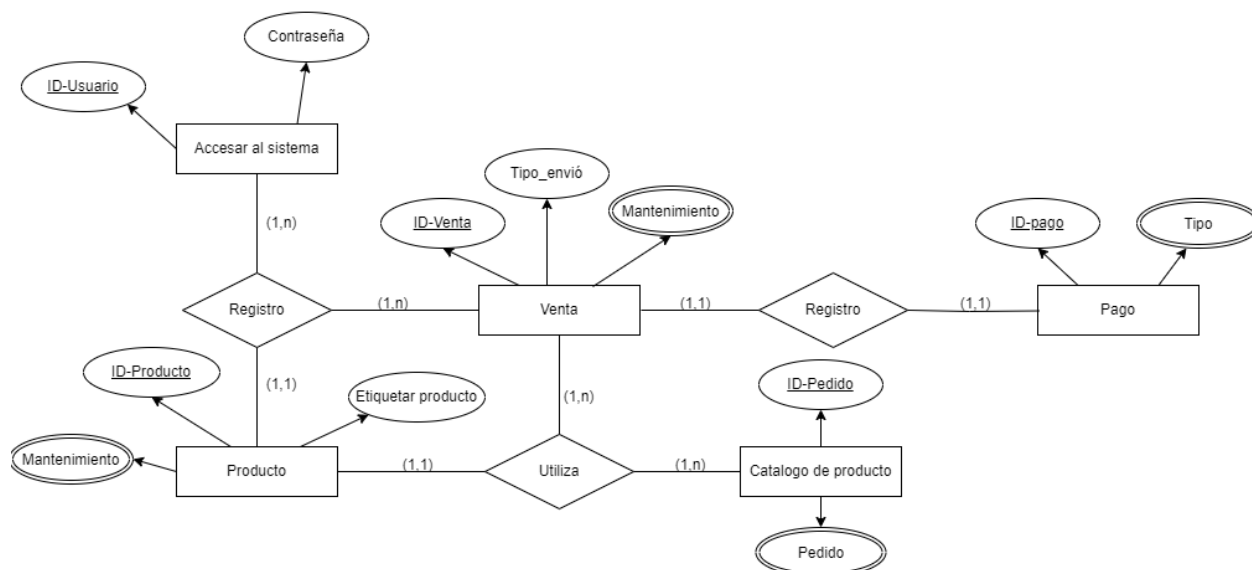 Contraseña
ID-Usuario
Accesar al sistema
(1,n)
Tipo_envió
Mantenimiento
ID-Venta
ID-pago
Tipo
Registro
(1,n)
Venta
(1,1)
Registro
(1,1)
Pago
ID-Producto
(1,1)
Etiquetar producto
(1,n)
ID-Pedido
Mantenimiento
Producto
(1,1)
Utiliza
(1,n)
Catalogo de producto
Pedido